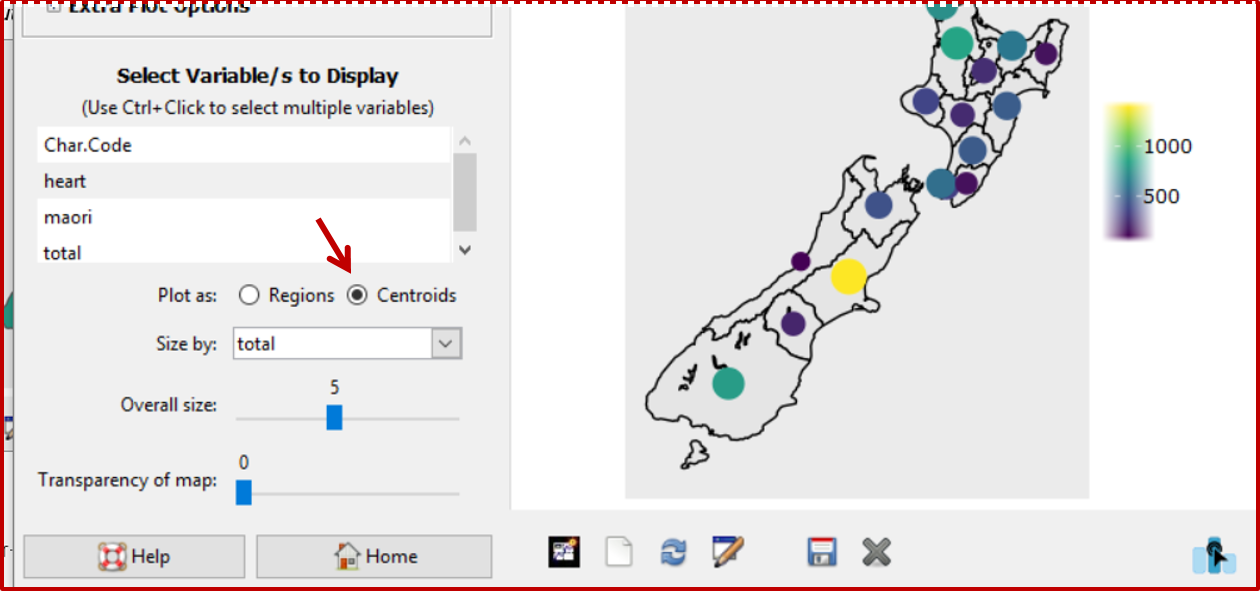 Extra Plot Options
Select Variable/s to Display
(Use Ctrl+Click to select multiple variables)
Char.Code
heart
maori
total
Plot as: Regions Centroids
Size by: total
5
Overall size:
0
Transparency of map:
Help Home
1000
500